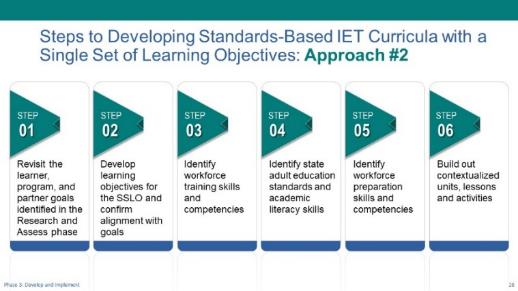 Steps to Developing Standards-Based IET Curricula with a
Single Set of Learning Objectives: Approach #2
STEP
01
Revisit the
learner,
program, and
partner goals
identified in the
Research and
Assess phase
STEP
02
Develop
learning
objectives for
the SSLO and
confirm
alignment with
goals
STEP
03
Identify
workforce
training skills
and
competencies
STEP
04
Identify state
adult education
standards and
academic
literacy skills
STEP
05
Identify
workforce
preparation
skills and
competencies
STEP
06
Build out
contextualized
units, lessons
and activities
Phase 3: Develop and Implement
28